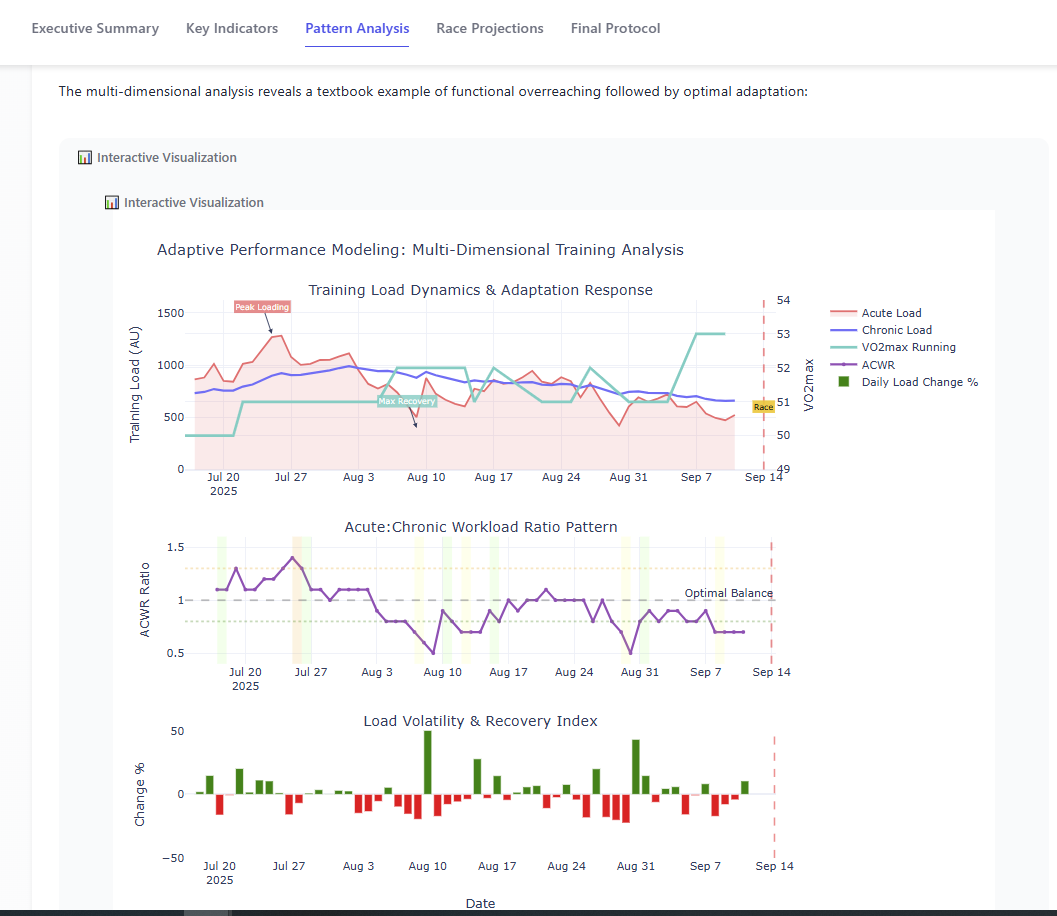 Executive Summary Key Indicators Pattern Analysis Race Projections Final Protocol
The multi-dimensional analysis reveals a textbook example of functional overreaching followed by optimal adaptation:
Interactive Visualization
Interactive Visualization
Adaptive Performance Modeling: Multi-Dimensional Training Analysis
Training Load Dynamics & Adaptation Response
Training Load (AU)
1500
1000
500
0
Peak Loading
Max Recovery
Race
54
53
52
51
50
49
VO2max
Jul 20 Jul 27 Aug 3 Aug 10 Aug 17 Aug 24 Aug 31 Sep 7 Sep 14
2025
Acute Load
Chronic Load
VO2max Running
ACWR
Daily Load Change %
Acute:Chronic Workload Ratio Pattern
ACWR Ratio
1.5
1
0.5
Optimal Balance
Jul 20 Jul 27 Aug 3 Aug 10 Aug 17 Aug 24 Aug 31 Sep 7 Sep 14
2025
Load Volatility & Recovery Index
Change %
50
0
−50
Jul 20 Jul 27 Aug 3 Aug 10 Aug 17 Aug 24 Aug 31 Sep 7 Sep 14
2025
Date